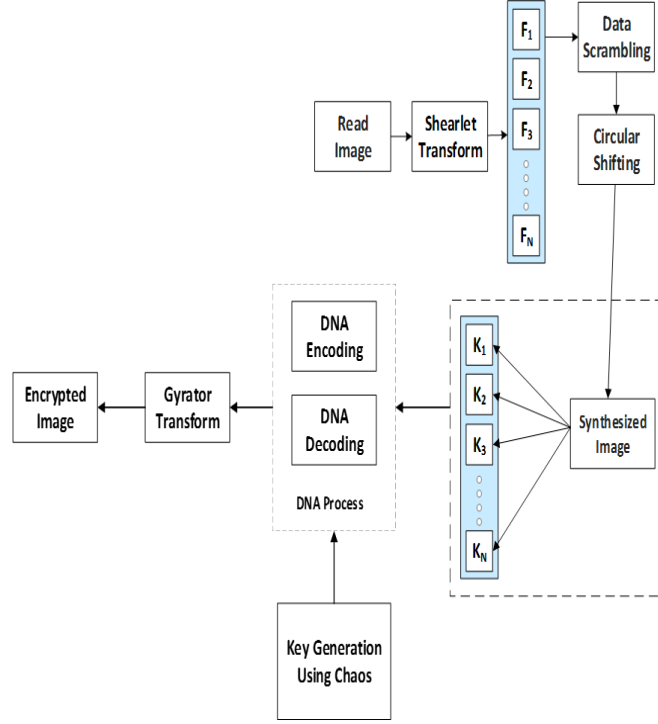 Read
Image
Shearlet
Transform
F1
F2
F3
FN
Data
Scrambling
Circular
Shifting
Synthesized
Image
K1
K2
K3
KN
DNA
Encoding
DNA
Decoding
DNA Process
Key Generation
Using Chaos
Gyrator
Transform
Encrypted
Image